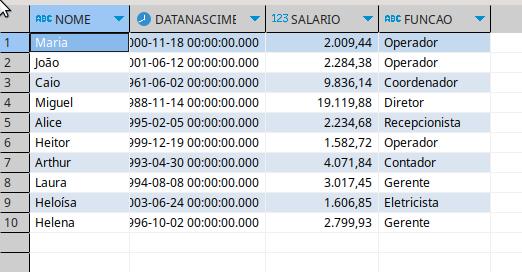 ABC NOME DATANASCIME 123 SALARIO ABC FUNCAO
1 Maria 000-11-18 00:00:00.000 2.009,44 Operador
2 João 001-06-12 00:00:00.000 2.284,38 Operador
3 Caio 961-06-02 00:00:00.000 9.836,14 Coordenador
4 Miguel 988-11-14 00:00:00.000 19.119,88 Diretor
5 Alice 995-02-05 00:00:00.000 2.234,68 Recepcionista
6 Heitor 999-12-19 00:00:00.000 1.582,72 Operador
7 Arthur 993-04-30 00:00:00.000 4.071,84 Contador
8 Laura 994-08-08 00:00:00.000 3.017,45 Gerente
9 Heloísa 003-06-24 00:00:00.000 1.606,85 Eletricista
10 Helena 996-10-02 00:00:00.000 2.799,93 Gerente